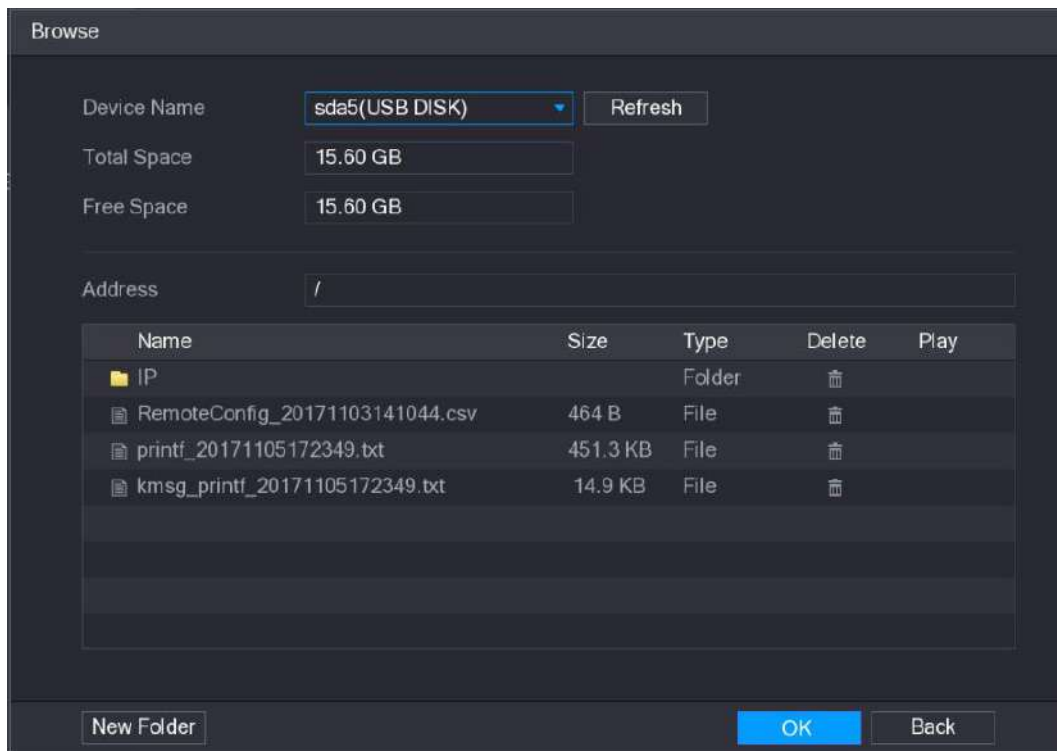 Browse
Device Name sda5(USB DISK) Refresh
Total Space 15.60 GB
Free Space 15.60 GB
Address /
Name Size Type Delete Play
IP Folder
RemoteConfig_20171103141044.csv 464 B File
printf_20171105172349.txt 451.3 KB File
kmsg_printf_20171105172349.txt 14.9 KB File
New Folder OK Back